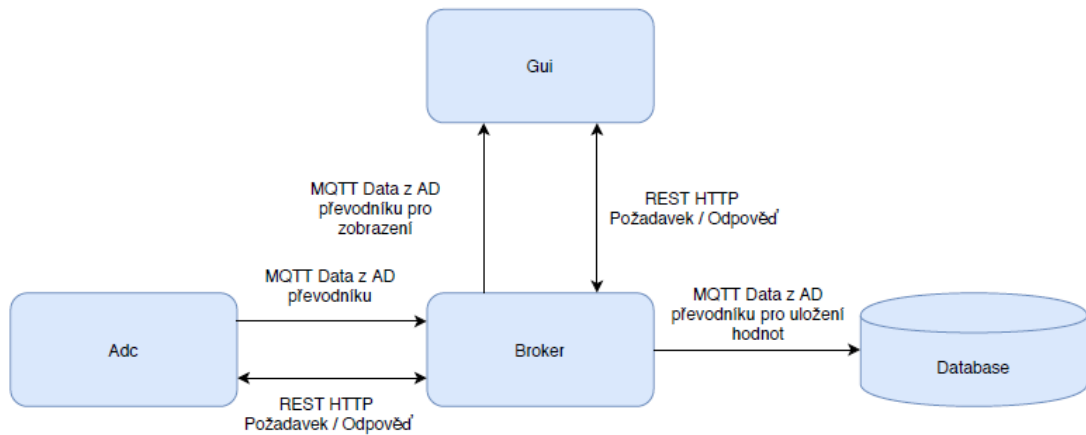 Gui
MQTT Data z AD
převodníku pro
zobrazení
REST HTTP
Požadavek / Odpověď
MQTT Data z AD
převodníku
MQTT Data z AD
převodníku pro uložení
hodnot
Adc
Broker
Database
REST HTTP
Požadavek / Odpověď